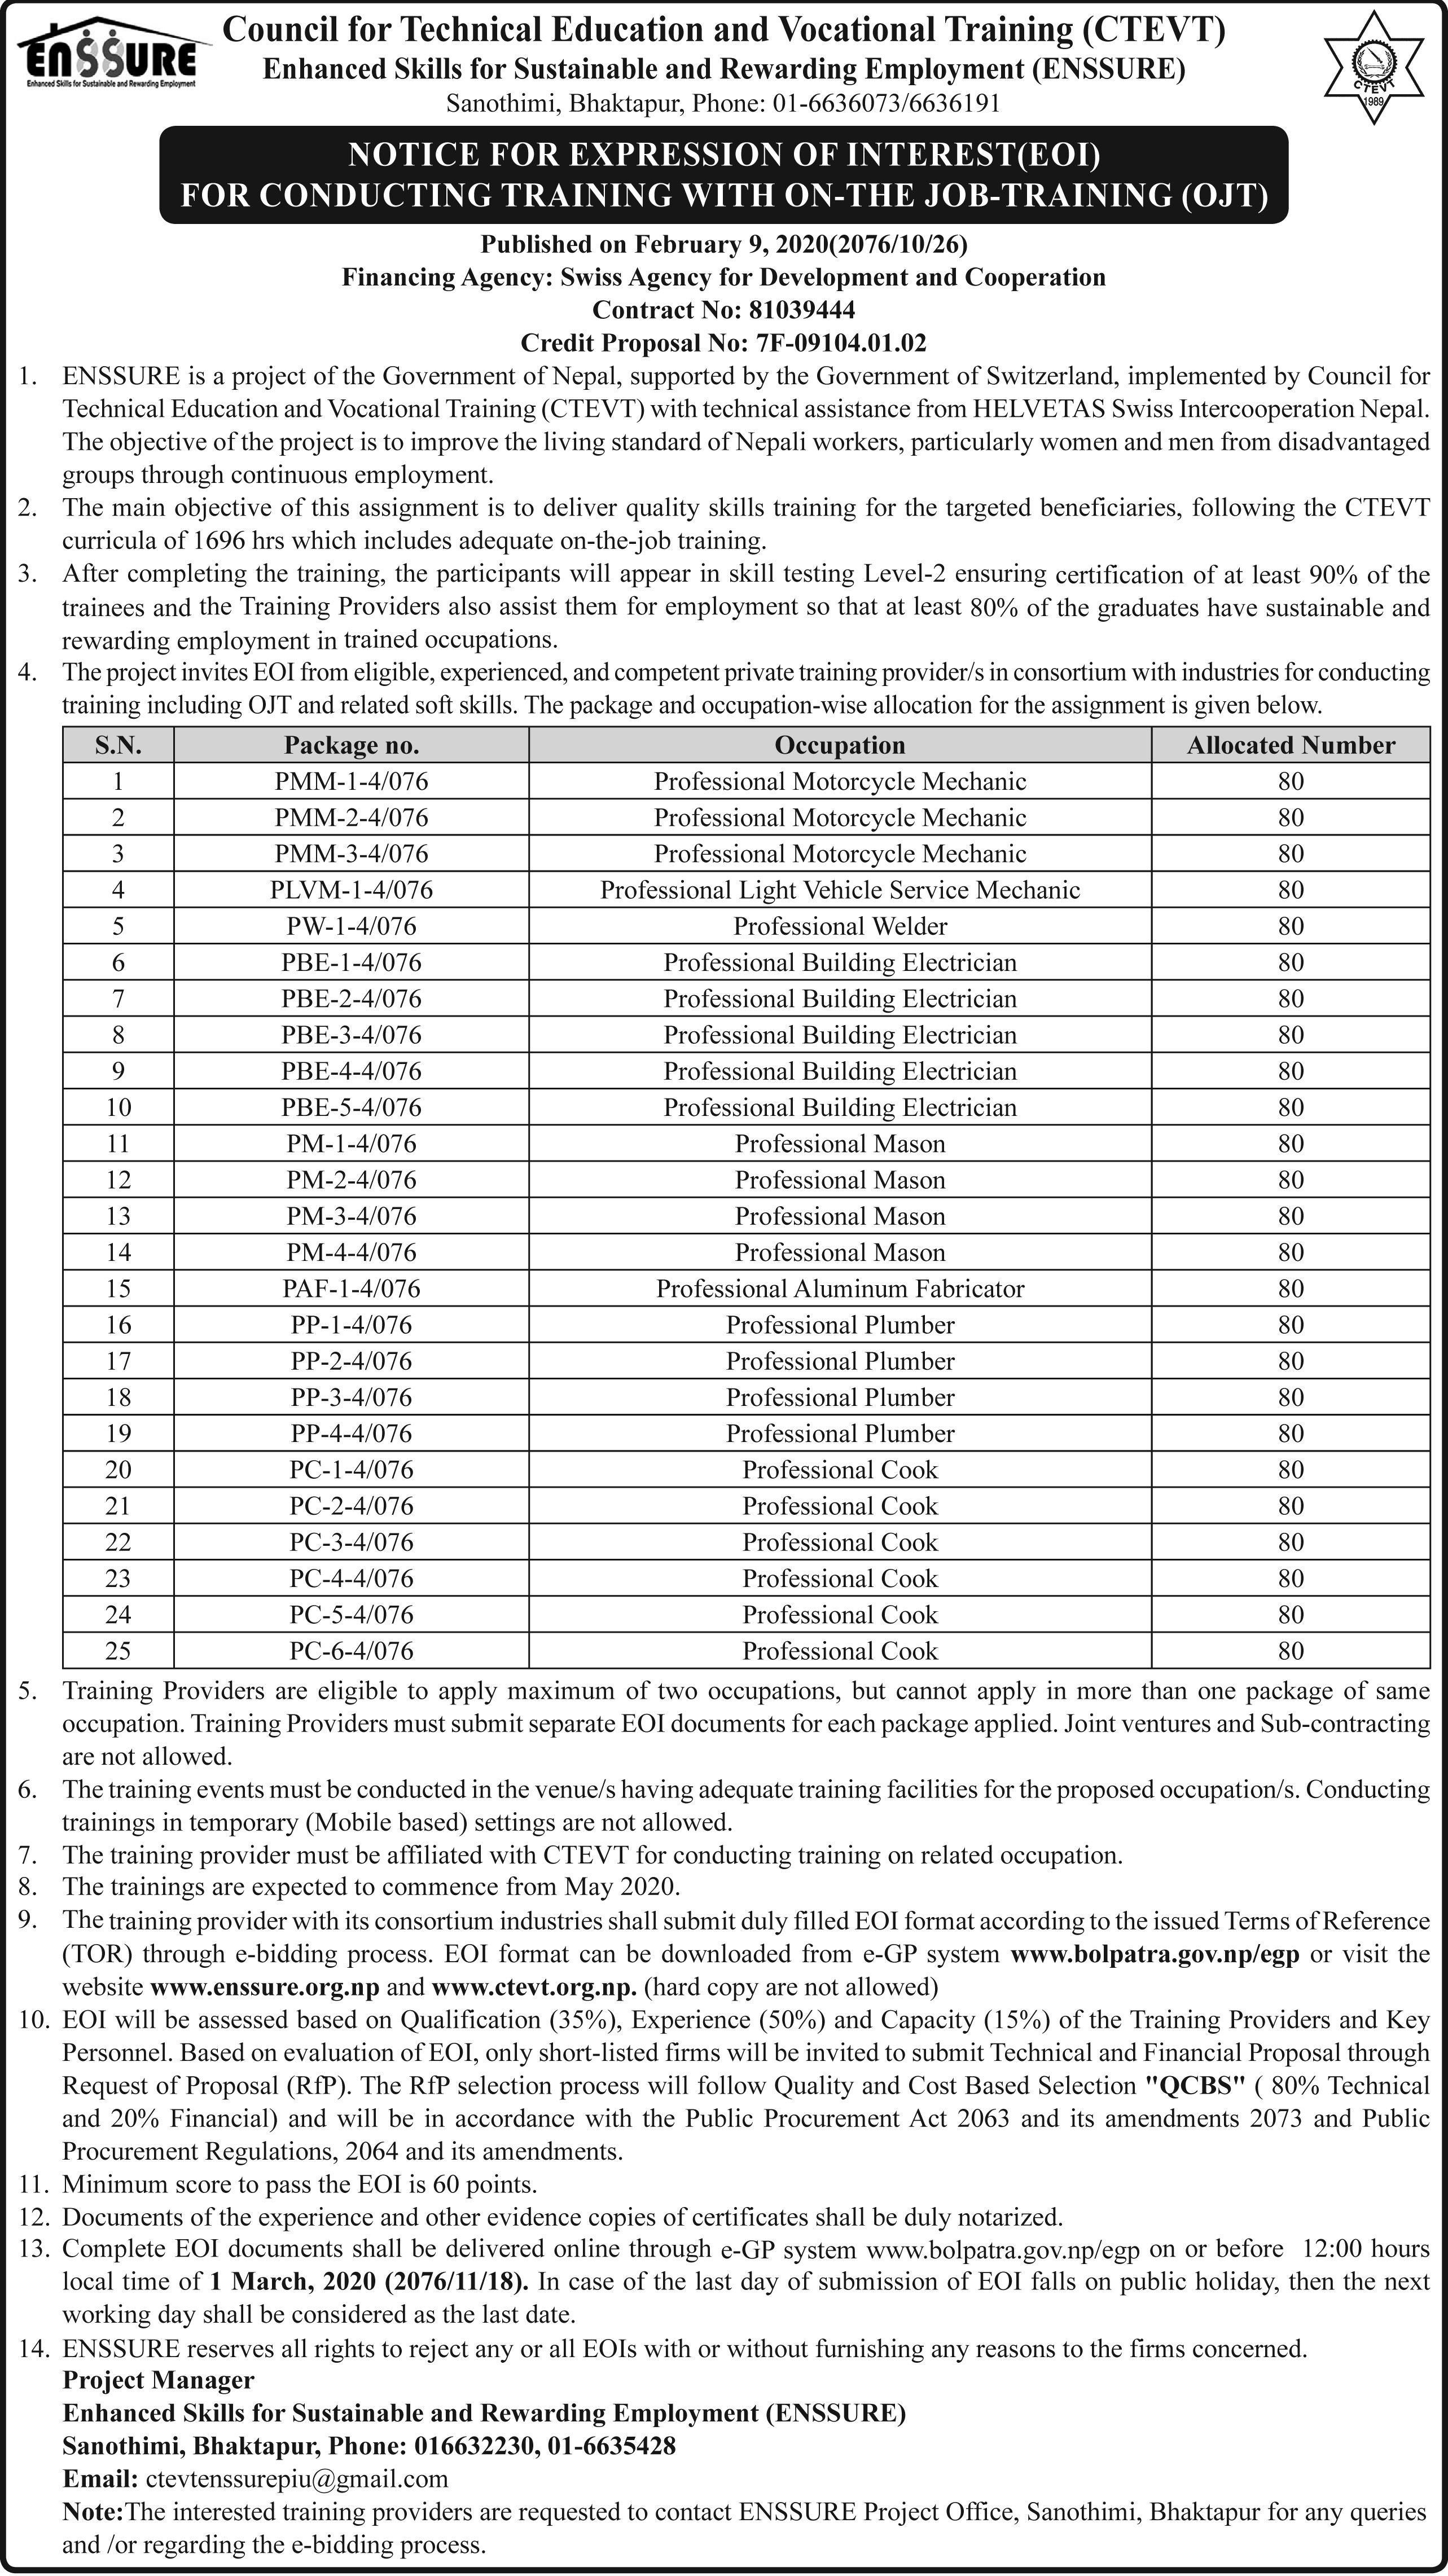 ENSSURE
Enhanced Skills for Sustainable and Rewarding Employment
Council for Technical Education and Vocational Training (CTEVT)
Enhanced Skills for Sustainable and Rewarding Employment (ENSSURE)
Sanothimi, Bhaktapur, Phone: 01-6636073/6636191
CTEVT
1989
NOTICE FOR EXPRESSION OF INTEREST(EOI)
FOR CONDUCTING TRAINING WITH ON-THE JOB-TRAINING (OJT)
Published on February 9, 2020(2076/10/26)
Financing Agency: Swiss Agency for Development and Cooperation
Contract No: 81039444
Credit Proposal No: 7F-09104.01.02
1. ENSSURE is a project of the Government of Nepal, supported by the Government of Switzerland, implemented by Council for
Technical Education and Vocational Training (CTEVT) with technical assistance from HELVETAS Swiss Intercooperation Nepal.
The objective of the project is to improve the living standard of Nepali workers, particularly women and men from disadvantaged
groups through continuous employment.
2. The main objective of this assignment is to deliver quality skills training for the targeted beneficiaries, following the CTEVT
curricula of 1696 hrs which includes adequate on-the-job training.
3. After completing the training, the participants will appear in skill testing Level-2 ensuring certification of at least 90% of the
trainees and the Training Providers also assist them for employment so that at least 80% of the graduates have sustainable and
rewarding employment in trained occupations.
4. The project invites EOI from eligible, experienced, and competent private training provider/s in consortium with industries for conducting
training including OJT and related soft skills. The package and occupation-wise allocation for the assignment is given below.
S.N. Package no. Occupation Allocated Number
1 PMM-1-4/076 Professional Motorcycle Mechanic 80
2 PMM-2-4/076 Professional Motorcycle Mechanic 80
3 PMM-3-4/076 Professional Motorcycle Mechanic 80
4 PLVM-1-4/076 Professional Light Vehicle Service Mechanic 80
5 PW-1-4/076 Professional Welder 80
6 PBE-1-4/076 Professional Building Electrician 80
7 PBE-2-4/076 Professional Building Electrician 80
8 PBE-3-4/076 Professional Building Electrician 80
9 PBE-4-4/076 Professional Building Electrician 80
10 PBE-5-4/076 Professional Building Electrician 80
11 PM-1-4/076 Professional Mason 80
12 PM-2-4/076 Professional Mason 80
13 PM-3-4/076 Professional Mason 80
14 PM-4-4/076 Professional Mason 80
15 PAF-1-4/076 Professional Aluminum Fabricator 80
16 PP-1-4/076 Professional Plumber 80
17 PP-2-4/076 Professional Plumber 80
18 PP-3-4/076 Professional Plumber 80
19 PP-4-4/076 Professional Plumber 80
20 PC-1-4/076 Professional Cook 80
21 PC-2-4/076 Professional Cook 80
22 PC-3-4/076 Professional Cook 80
23 PC-4-4/076 Professional Cook 80
24 PC-5-4/076 Professional Cook 80
25 PC-6-4/076 Professional Cook 80
5. Training Providers are eligible to apply maximum of two occupations, but cannot apply in more than one package of same
occupation. Training Providers must submit separate EOI documents for each package applied. Joint ventures and Sub-contracting
are not allowed.
6. The training events must be conducted in the venue/s having adequate training facilities for the proposed occupation/s. Conducting
trainings in temporary (Mobile based) settings are not allowed.
7. The training provider must be affiliated with CTEVT for conducting training on related occupation.
8. The trainings are expected to commence from May 2020.
9. The training provider with its consortium industries shall submit duly filled EOI format according to the issued Terms of Reference
(TOR) through e-bidding process. EOI format can be downloaded from e-GP system www.bolpatra.gov.np/egp or visit the
website www.enssure.org.np and www.ctevt.org.np. (hard copy are not allowed)
10. EOI will be assessed based on Qualification (35%), Experience (50%) and Capacity (15%) of the Training Providers and Key
Personnel. Based on evaluation of EOI, only short-listed firms will be invited to submit Technical and Financial Proposal through
Request of Proposal (RfP). The RfP selection process will follow Quality and Cost Based Selection "QCBS" ( 80% Technical
and 20% Financial) and will be in accordance with the Public Procurement Act 2063 and its amendments 2073 and Public
Procurement Regulations, 2064 and its amendments.
11. Minimum score to pass the EOI is 60 points.
12. Documents of the experience and other evidence copies of certificates shall be duly notarized.
13. Complete EOI documents shall be delivered online through e-GP system www.bolpatra.gov.np/egp on or before 12:00 hours
local time of 1 March, 2020 (2076/11/18). In case of the last day of submission of EOI falls on public holiday, then the next
working day shall be considered as the last date.
14. ENSSURE reserves all rights to reject any or all EOIs with or without furnishing any reasons to the firms concerned.
Project Manager
Enhanced Skills for Sustainable and Rewarding Employment (ENSSURE)
Sanothimi, Bhaktapur, Phone: 016632230, 01-6635428
Email: ctevtenssurepiu@gmail.com
Note:The interested training providers are requested to contact ENSSURE Project Office, Sanothimi, Bhaktapur for any queries
and /or regarding the e-bidding process.